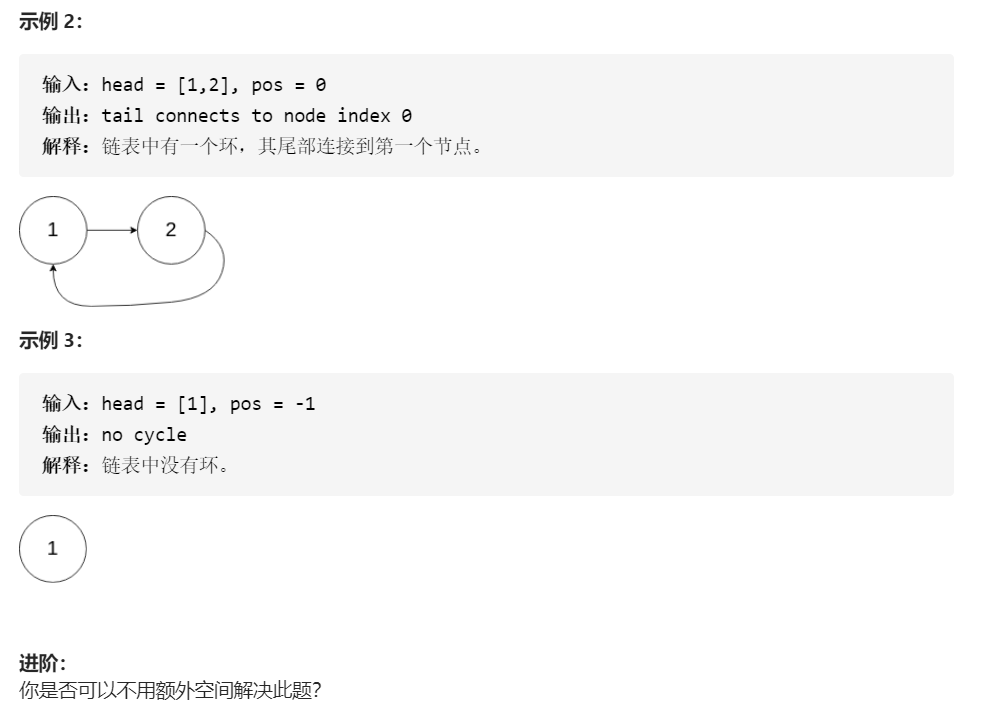 示例 2：
输入：head = [1,2], pos = 0
输出：tail connects to node index 0
解释：链表中有一个环，其尾部连接到第一个节点。
1
2
示例 3：
输入：head = [1], pos = -1
输出：no cycle
解释：链表中没有环。
1
进阶：
你是否可以不用额外空间解决此题？